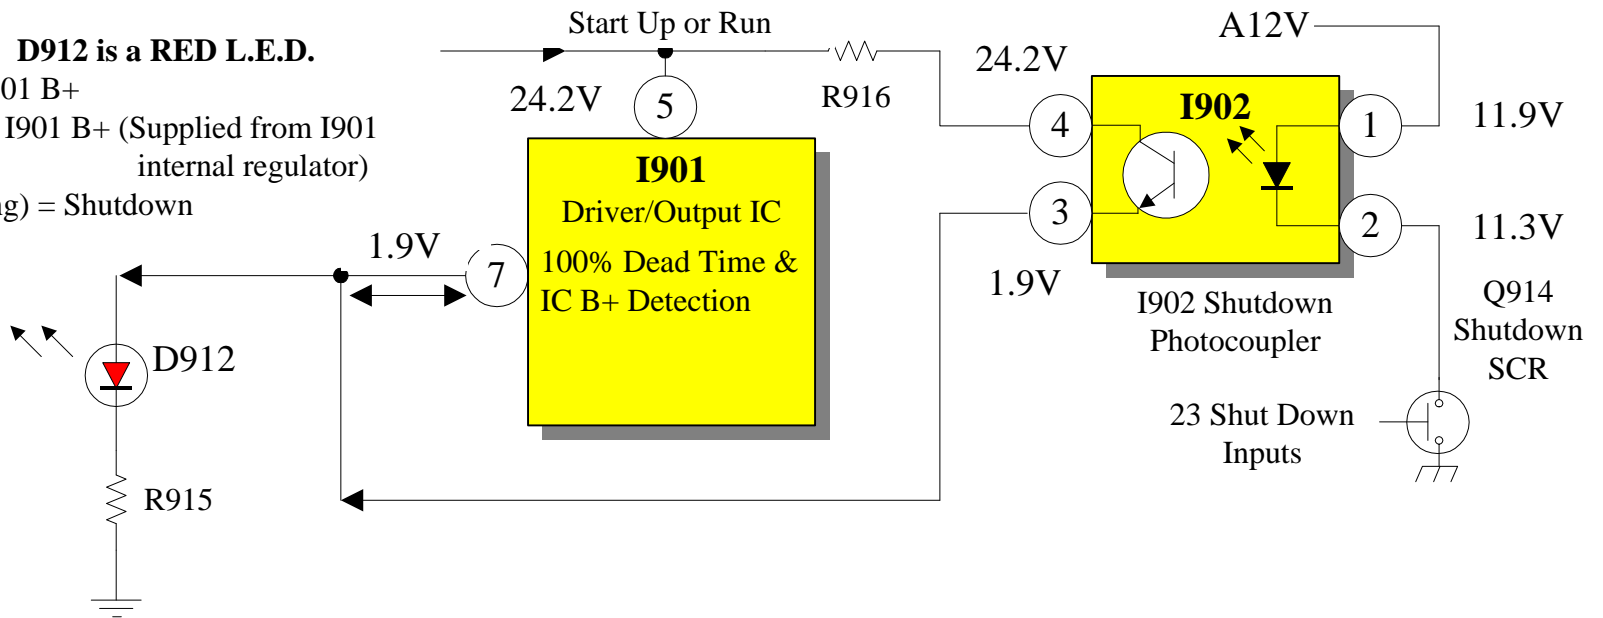 D912 is a RED L.E.D.
01 B+
I901 B+ (Supplied from I901
internal regulator)
ng) = Shutdown
Start Up or Run
24.2V
5
R916
I901
Driver/Output IC
100% Dead Time &
IC B+ Detection
1.9V
7
D912
R915
24.2V
4
3
1.9V
I902
A12V
1
11.9V
2
11.3V
I902 Shutdown
Photocoupler
Q914
Shutdown
SCR
23 Shut Down
Inputs